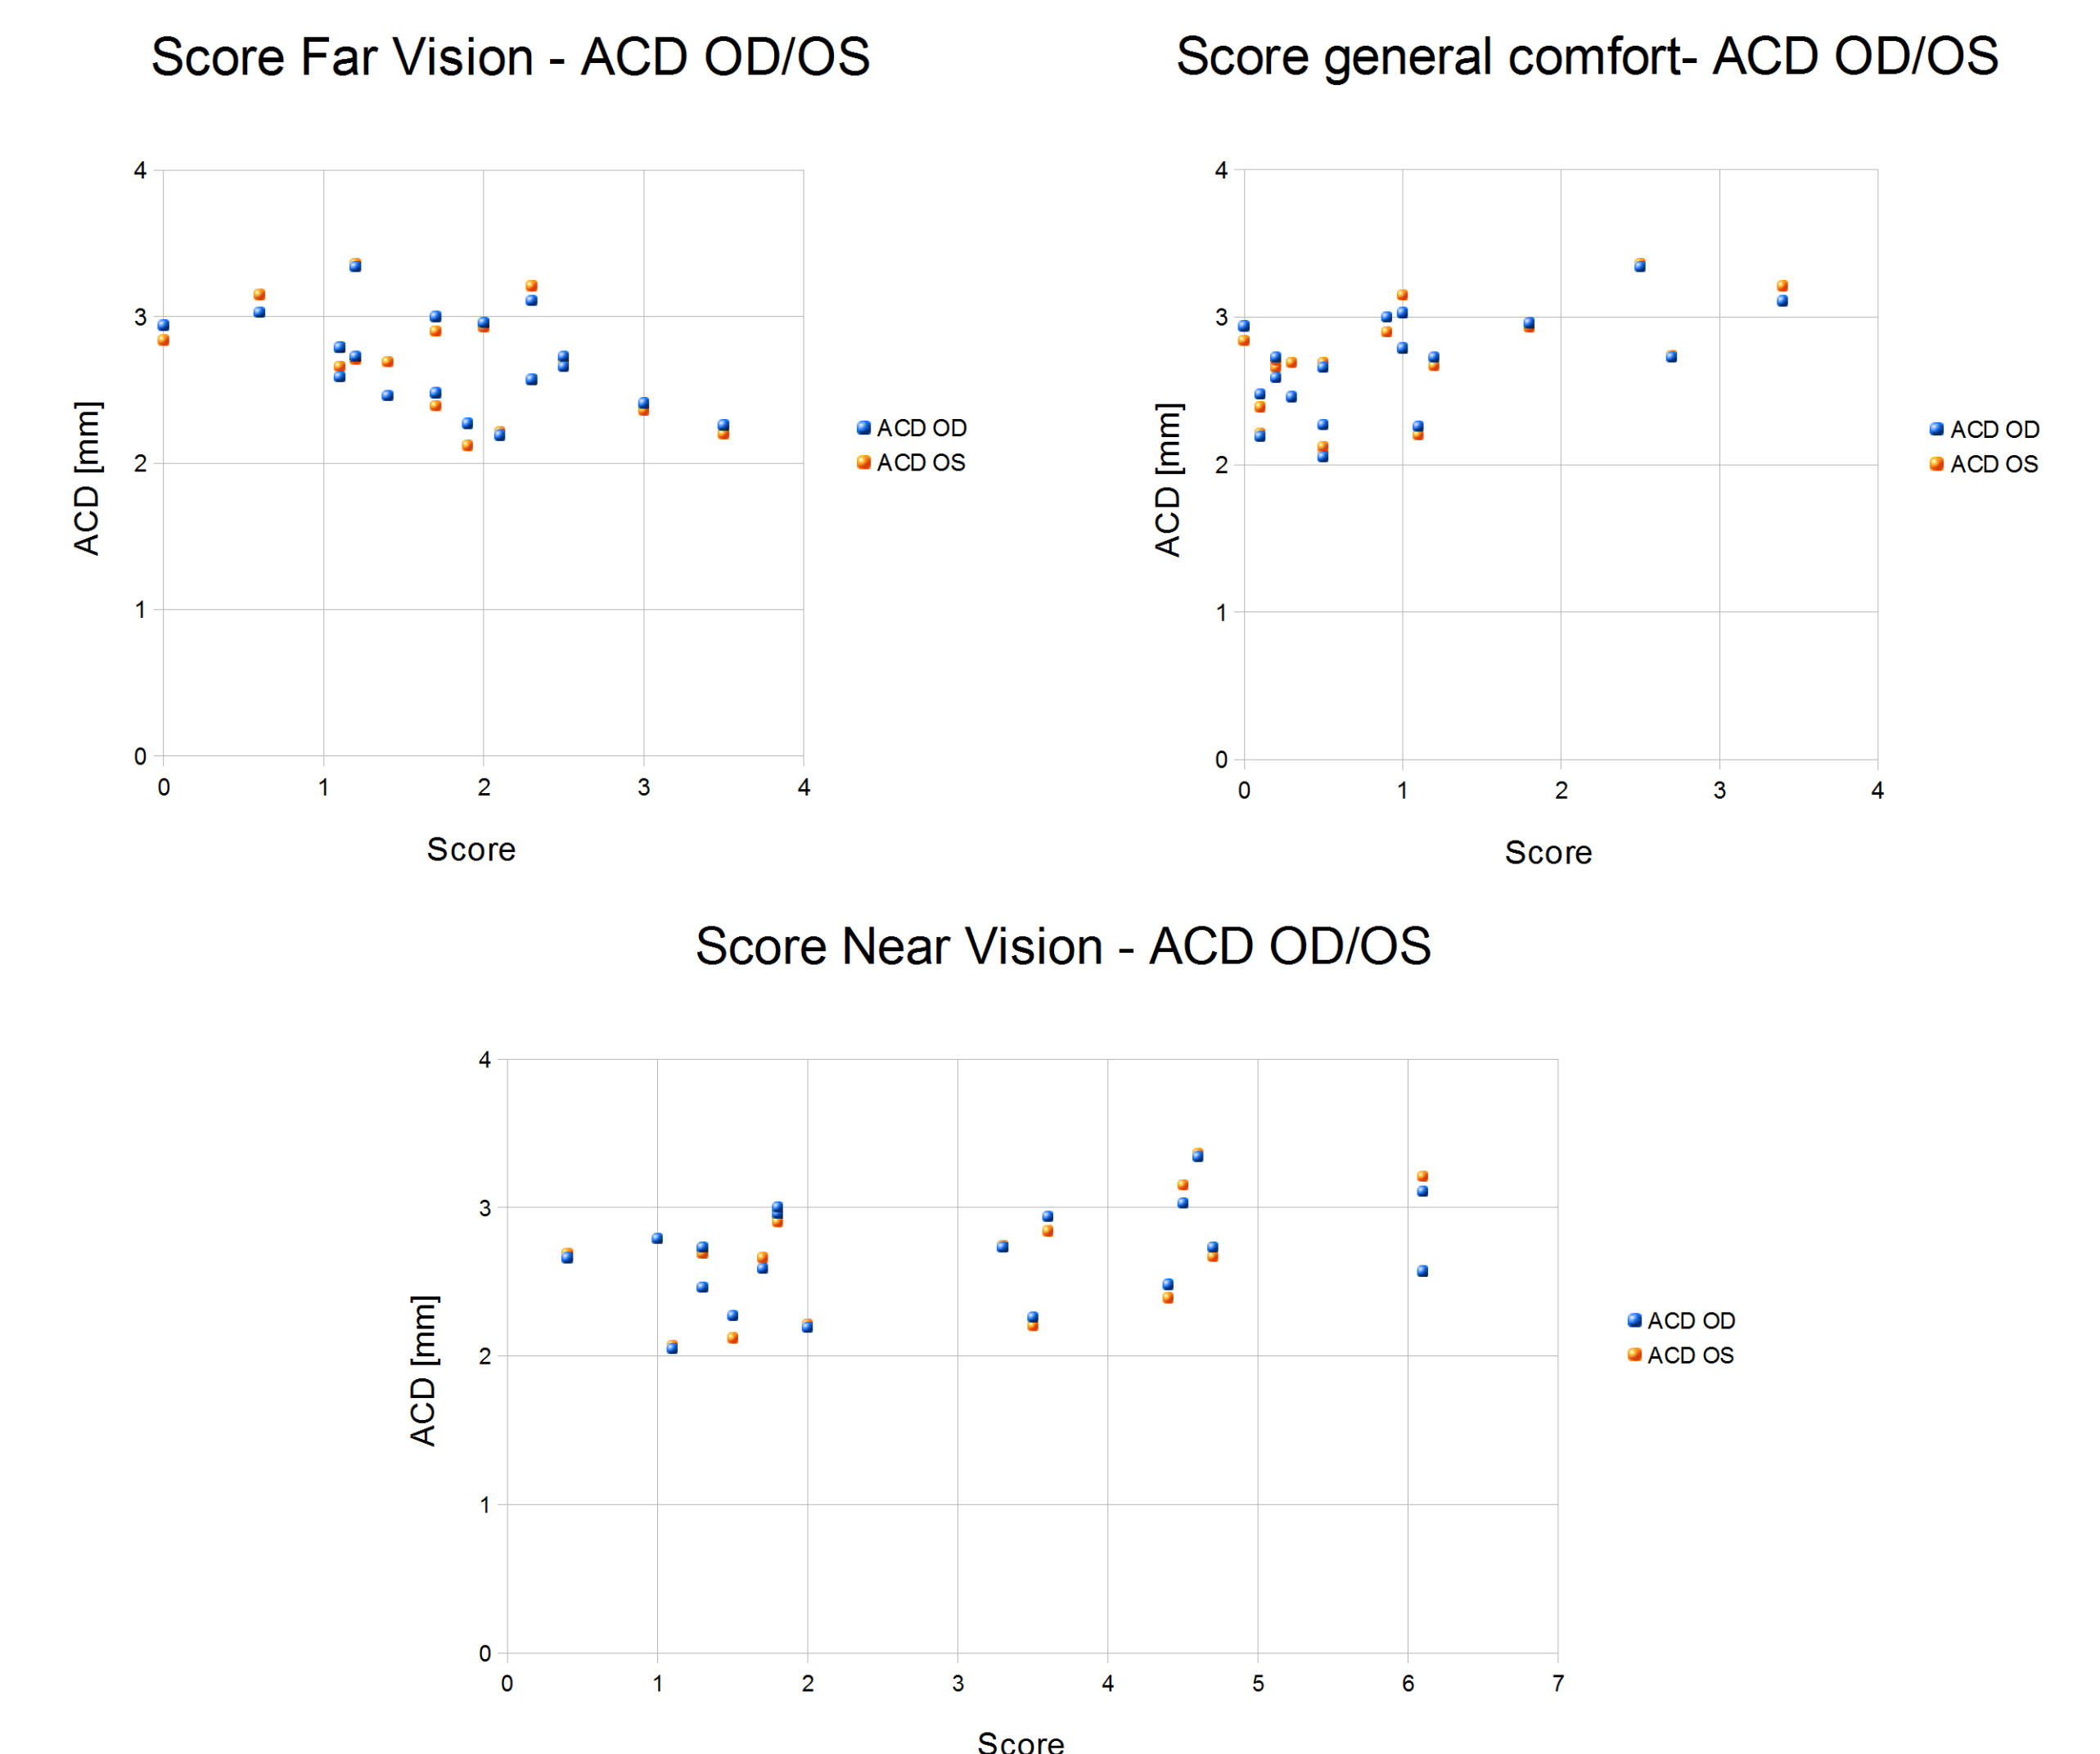 Score Far Vision - ACD OD/OS
4
3
2
1
0
0 1 2 3 4
ACD [mm]
Score
ACD OD
ACD OS
Score general comfort- ACD OD/OS
4
3
2
1
0
0 1 2 3 4
ACD [mm]
Score
ACD OD
ACD OS
Score Near Vision - ACD OD/OS
4
3
2
1
0
0 1 2 3 4 5 6 7
ACD [mm]
Score
ACD OD
ACD OS